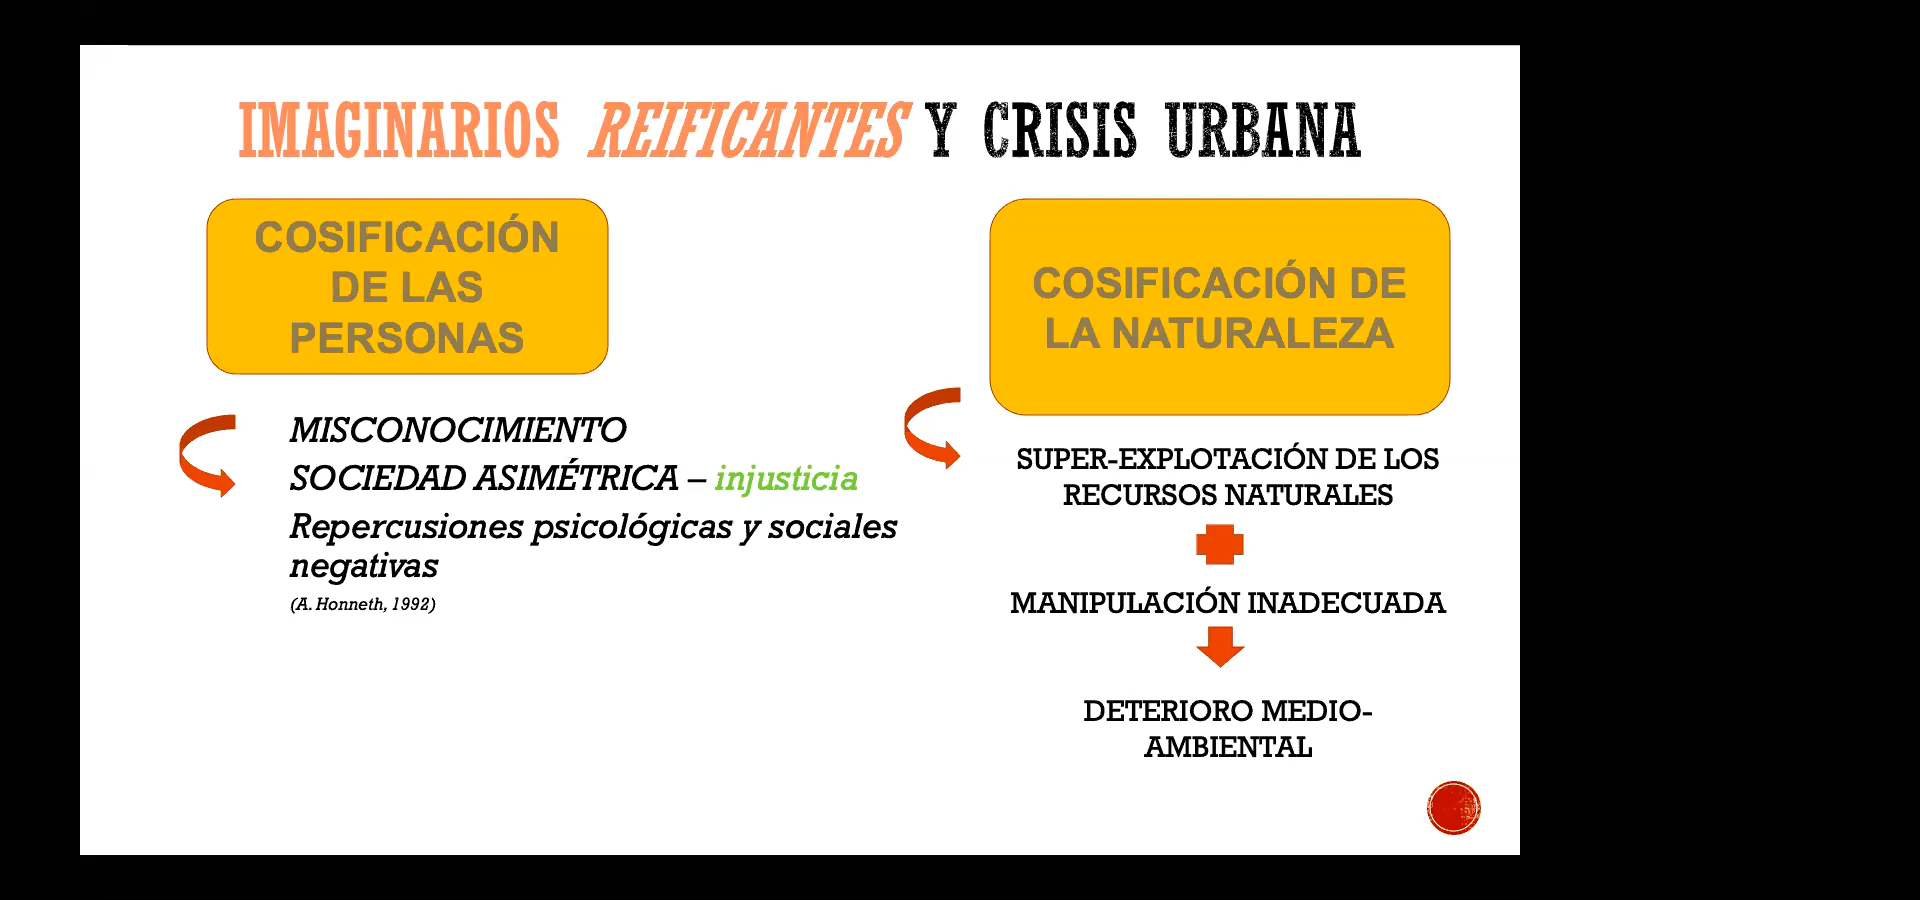 IMAGINARIOS REIFICANTES Y CRISIS URBANA
COSIFICACIÓN
DE LAS
PERSONAS
MISCONOCIMIENTO
SOCIEDAD ASIMÉTRICA – injusticia
Repercusiones psicológicas y sociales
negativas
(A. Honneth, 1992)
COSIFICACIÓN DE
LA NATURALEZA
SUPER-EXPLOTACIÓN DE LOS
RECURSOS NATURALES
MANIPULACIÓN INADECUADA
DETERIORO MEDIO-
AMBIENTAL